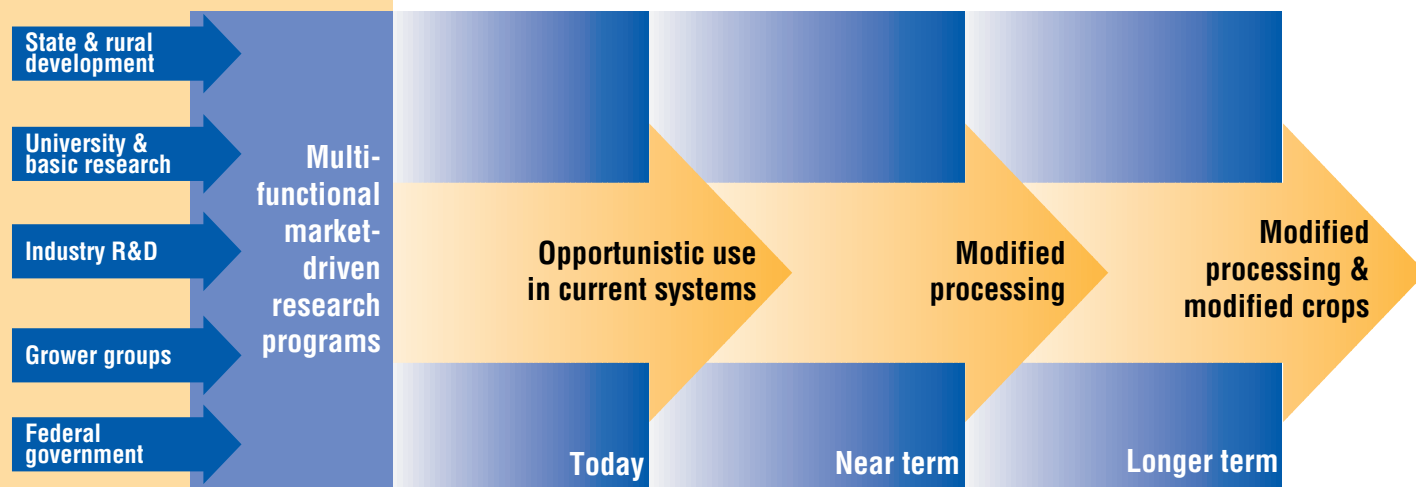 State & rural
development
University &
basic research
Industry R&D
Grower groups
Federal
government
Multi-
functional
market-
driven
research
programs
Opportunistic use
in current systems
Modified
processing
Modified
processing &
modified crops
Today
Near term
Longer term